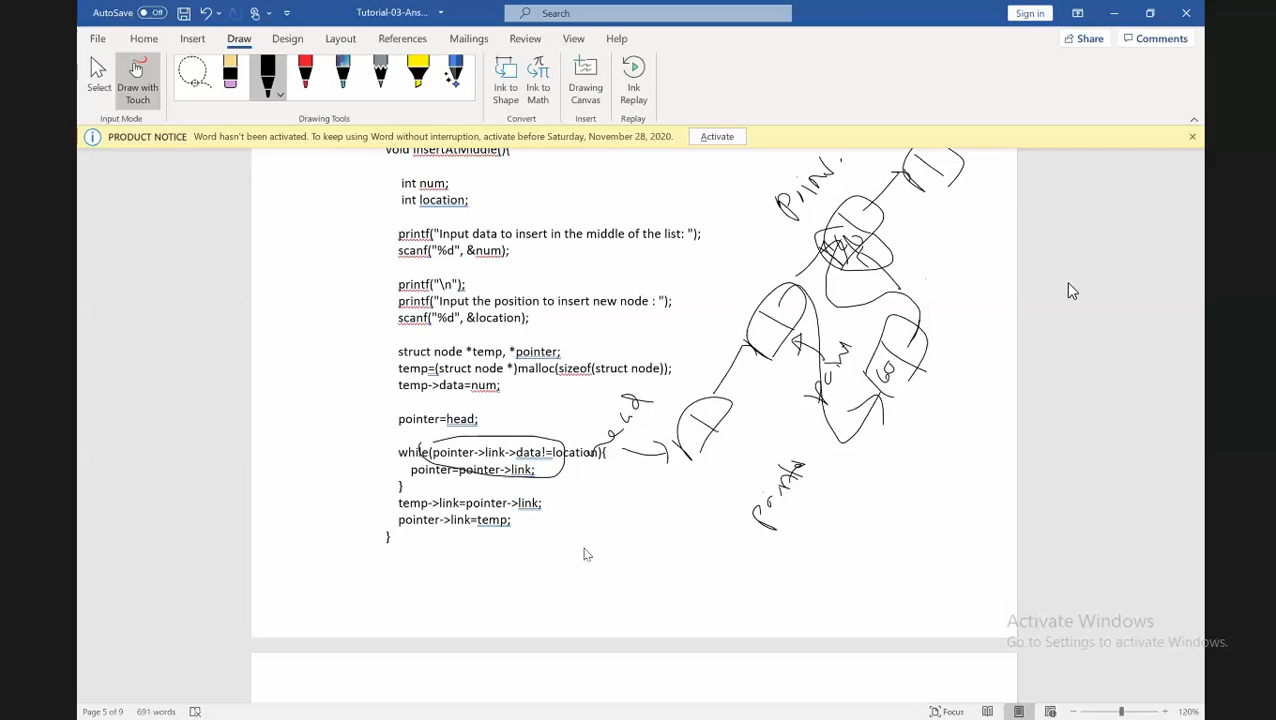 AutoSave Off Tutorial-03-Ans... Search Sign in
File Home Insert Draw Design Layout References Mailings Review View Help Share Comments
Select Draw with Touch Ink to Shape Ink to Math Drawing Canvas Ink Replay
Input Mode Drawing Tools Convert Insert Replay
PRODUCT NOTICE Word hasn't been activated. To keep using Word without interruption, activate before Saturday, November 28, 2020. Activate
void InsertAtMiddle(){
int num;
int location;
printf("Input data to insert in the middle of the list: ");
scanf("%d", &num);
printf("\n");
printf("Input the position to insert new node : ");
scanf("%d", &location);
struct node *temp, *pointer;
temp=(struct node *)malloc(sizeof(struct node));
temp->data=num;
pointer=head;
while(pointer->link->data!=location){
pointer=pointer->link;
}
temp->link=pointer->link;
pointer->link=temp;
}
head
60
Activate Windows
Go to Settings to activate Windows.
Page 5 of 9 691 words Focus 120%